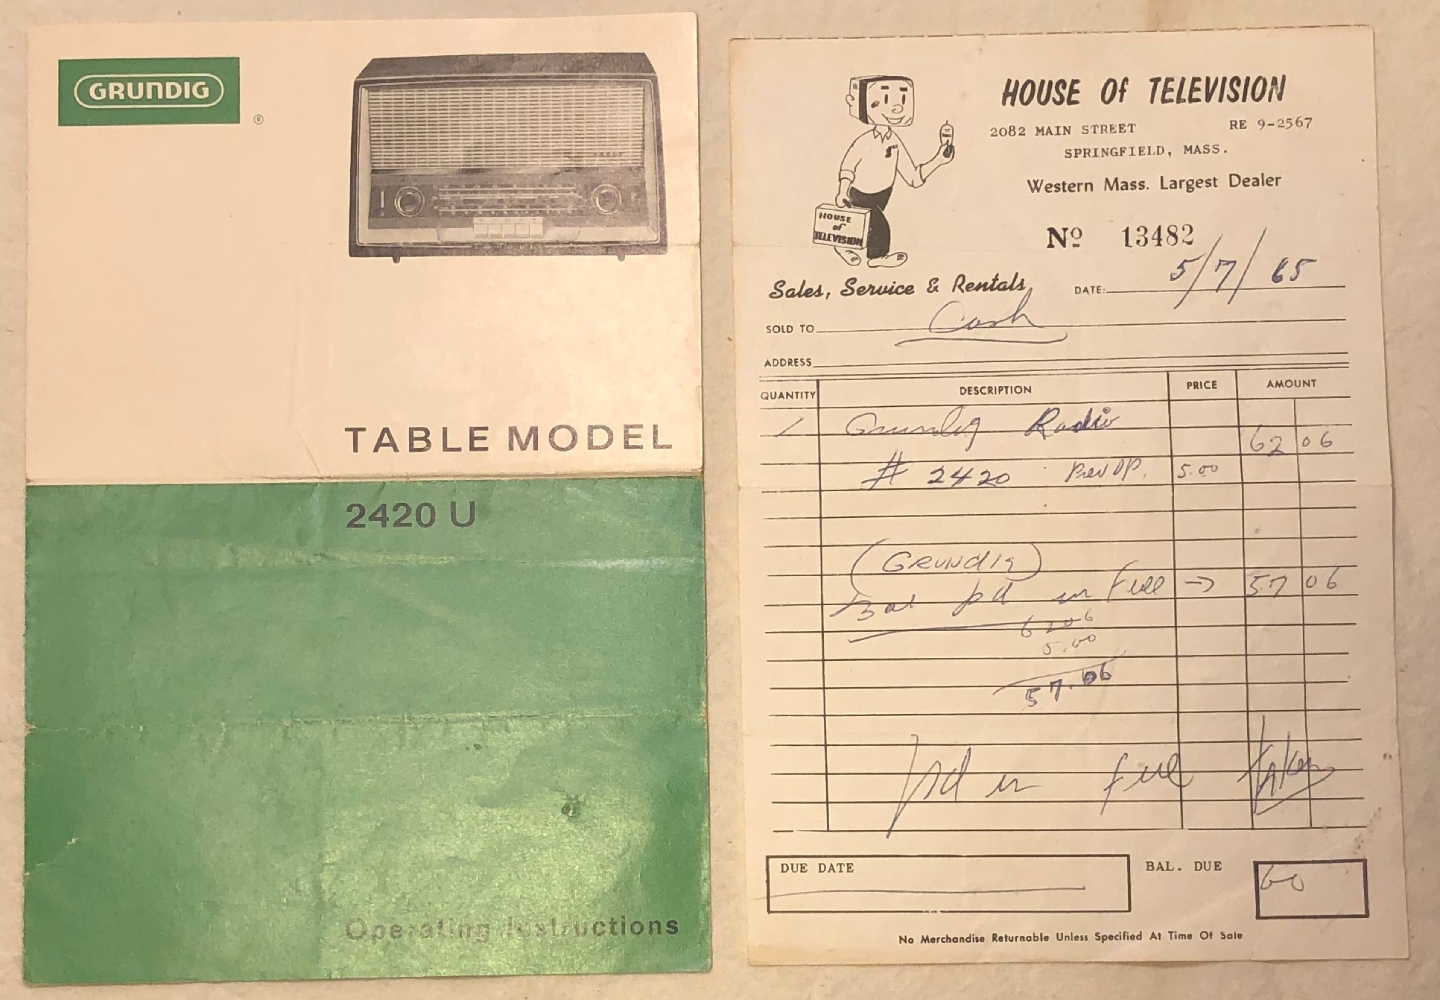 GRUNDIG
®
TABLE MODEL
2420 U
Operating Instructions
HOUSE of TELEVISION
2082 MAIN STREET RE 9-2567
SPRINGFIELD, MASS.
Western Mass. Largest Dealer
HOUSE
of
TELEVISION
Nº 13482
Sales, Service & Rentals
DATE: 5/7/65
SOLD TO Cash
ADDRESS
QUANTITY DESCRIPTION PRICE AMOUNT
Grundig Radio 62 06
# 2420 Prev DP. 5.00
(GRUNDIG)
Bal pd in Full → 57 06
62 06
5.00
57.06
pd in full taken
DUE DATE BAL. DUE
No Merchandise Returnable Unless Specified At Time Of Sale